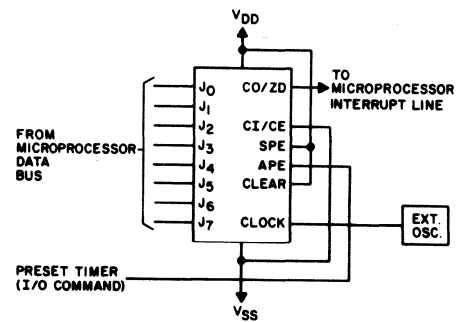 VDD
J0 CO/ZD
TO
MICROPROCESSOR
INTERRUPT LINE
J1
J2 CI/CE
FROM
MICROPROCESSOR
DATA
BUS
J3 SPE
J4 APE
J5 CLEAR
J6
J7 CLOCK
EXT.
OSC.
PRESET TIMER
(I/O COMMAND)
VSS